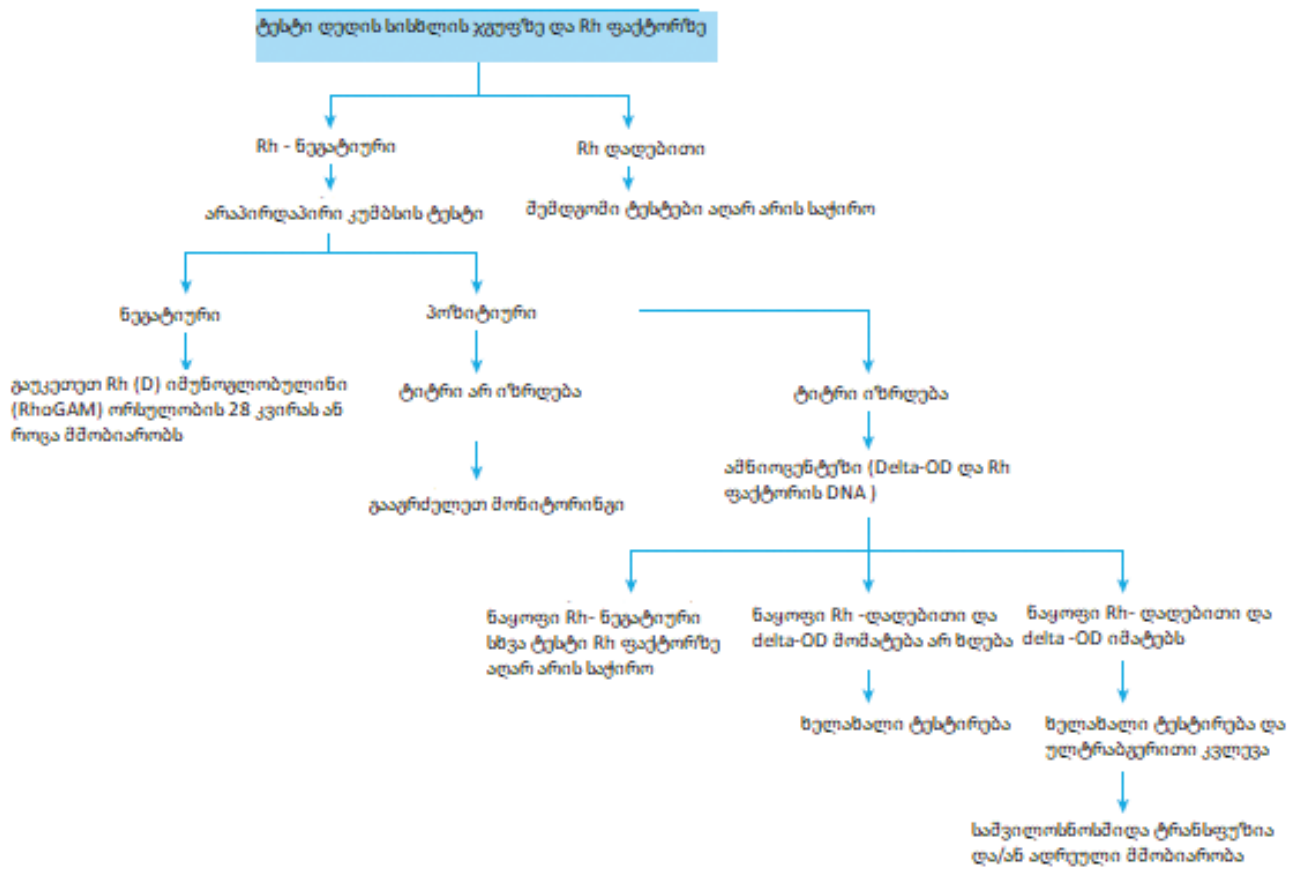 ტესტი დედის სისხლის ჯგუფზე და Rh ფაქტორზე
Rh - ნეგატიური
Rh დადებითი
არაპირდაპირი კუმბსის ტესტი
შემდგომი ტესტები აღარ არის საჭირო
ნეგატიური
პოზიტიური
გაუკეთეთ Rh (D) იმუნოგლობულინი
(RhoGAM) ორსულობის 28 კვირას ან
როცა მშობიარობს
ტიტრი არ იზრდება
ტიტრი იზრდება
გააგრძელეთ მონიტორინგი
ამნიოცენტეზი (Delta-OD და Rh
ფაქტორის DNA )
ნაყოფი Rh- ნეგატიური
სხვა ტესტი Rh ფაქტორზე
აღარ არის საჭირო
ნაყოფი Rh -დადებითი და
delta-OD მომატება არ ხდება
ნაყოფი Rh- დადებითი და
delta -OD იმატებს
ხელახალი ტესტირება
ხელახალი ტესტირება და
ულტრაბგერითი კვლევა
საშვილოსნოსშიდა ტრანსფუზია
და/ან ადრეული მშობიარობა